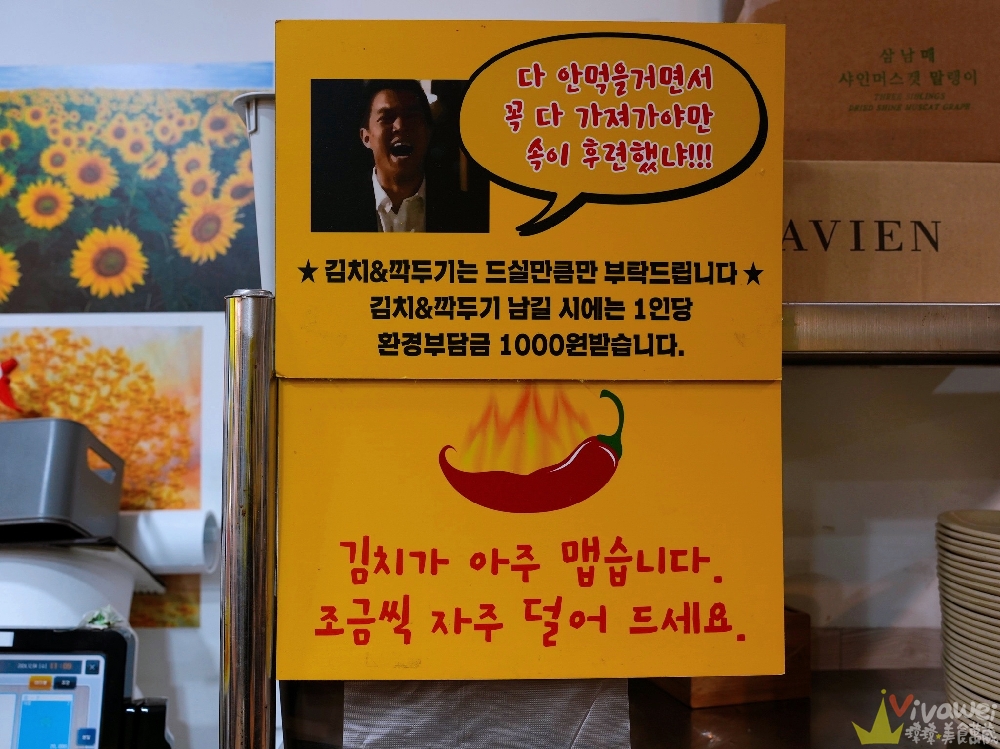 다 안먹을거면서
꼭 다 가져가야만
속이 후련했냐!!!
★ 김치&깍두기는 드실만큼만 부탁드립니다 ★
김치&깍두기 남길 시에는 1인당
환경부담금 1000원받습니다.
김치가 아주 맵습니다.
조금씩 자주 덜어 드세요.
삼남매
샤인머스켓 말랭이
AVIEN
Vivawei